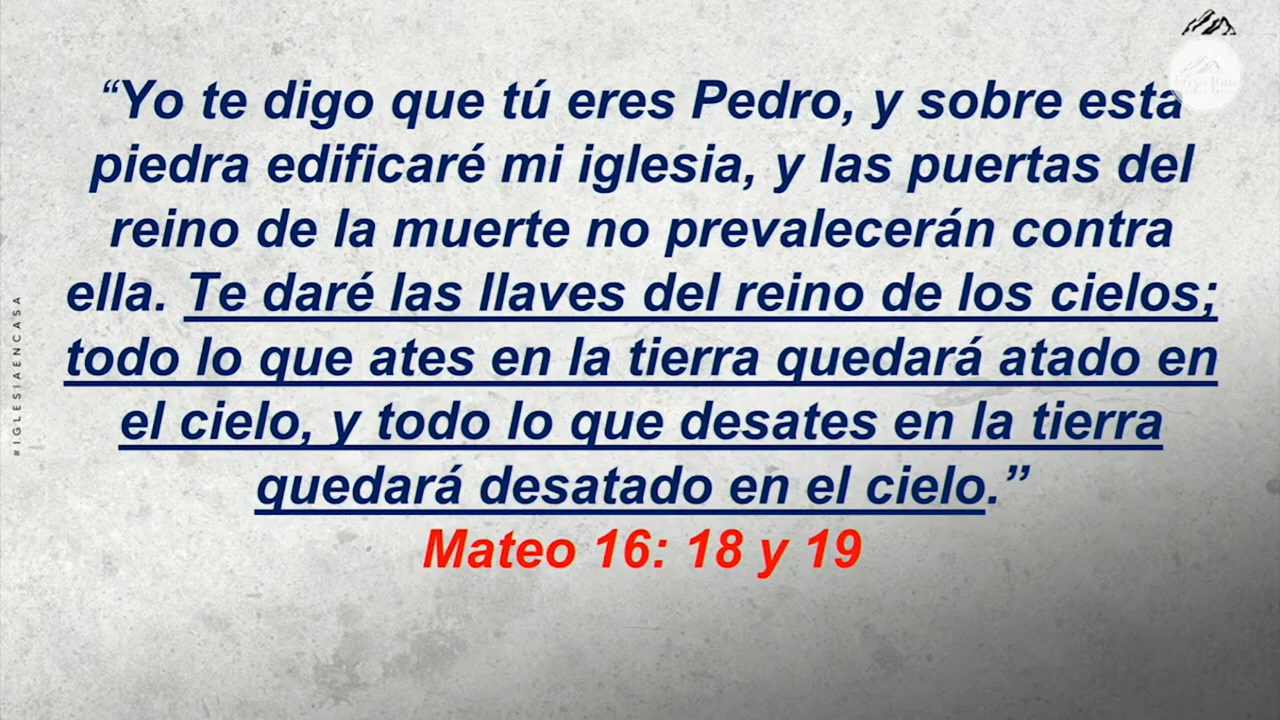 “Yo te digo que tú eres Pedro, y sobre esta
piedra edificaré mi iglesia, y las puertas del
reino de la muerte no prevalecerán contra
ella. Te daré las llaves del reino de los cielos;
todo lo que ates en la tierra quedará atado en
el cielo, y todo lo que desates en la tierra
quedará desatado en el cielo.”
Mateo 16: 18 y 19
#IGLESIAENCASA